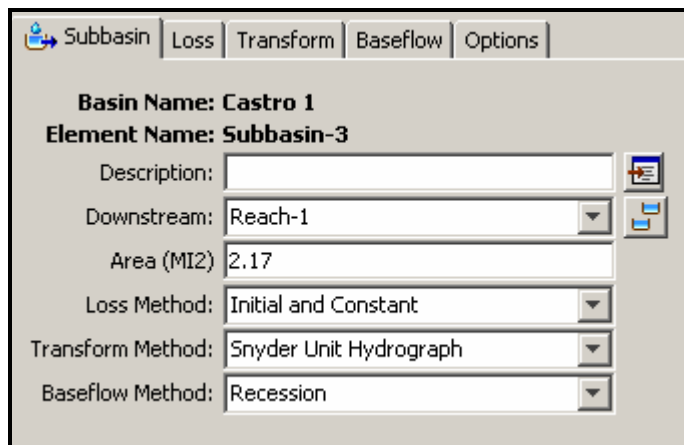 Subbasin Loss Transform Baseflow Options
Basin Name: Castro 1
Element Name: Subbasin-3
Description:
Downstream: Reach-1
Area (MI2) 2.17
Loss Method: Initial and Constant
Transform Method: Snyder Unit Hydrograph
Baseflow Method: Recession